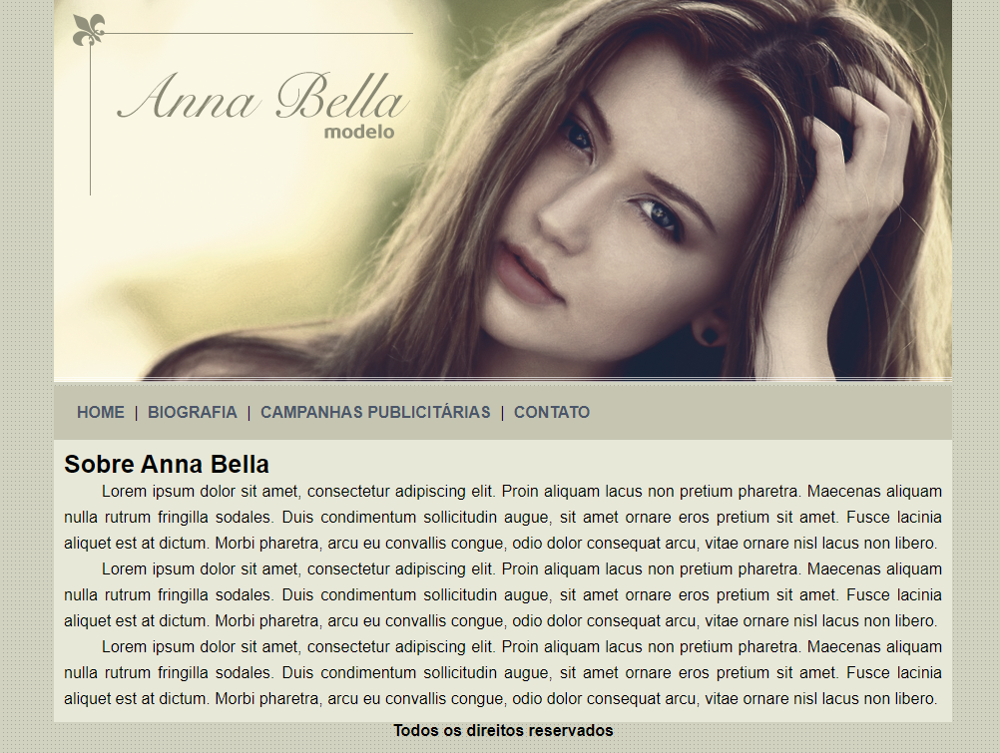 Anna Bella
modelo
HOME | BIOGRAFIA | CAMPANHAS PUBLICITÁRIAS | CONTATO
Sobre Anna Bella
Lorem ipsum dolor sit amet, consectetur adipiscing elit. Proin aliquam lacus non pretium pharetra. Maecenas aliquam
nulla rutrum fringilla sodales. Duis condimentum sollicitudin augue, sit amet ornare eros pretium sit amet. Fusce lacinia
aliquet est at dictum. Morbi pharetra, arcu eu convallis congue, odio dolor consequat arcu, vitae ornare nisl lacus non libero.
Lorem ipsum dolor sit amet, consectetur adipiscing elit. Proin aliquam lacus non pretium pharetra. Maecenas aliquam
nulla rutrum fringilla sodales. Duis condimentum sollicitudin augue, sit amet ornare eros pretium sit amet. Fusce lacinia
aliquet est at dictum. Morbi pharetra, arcu eu convallis congue, odio dolor consequat arcu, vitae ornare nisl lacus non libero.
Lorem ipsum dolor sit amet, consectetur adipiscing elit. Proin aliquam lacus non pretium pharetra. Maecenas aliquam
nulla rutrum fringilla sodales. Duis condimentum sollicitudin augue, sit amet ornare eros pretium sit amet. Fusce lacinia
aliquet est at dictum. Morbi pharetra, arcu eu convallis congue, odio dolor consequat arcu, vitae ornare nisl lacus non libero.
Todos os direitos reservados